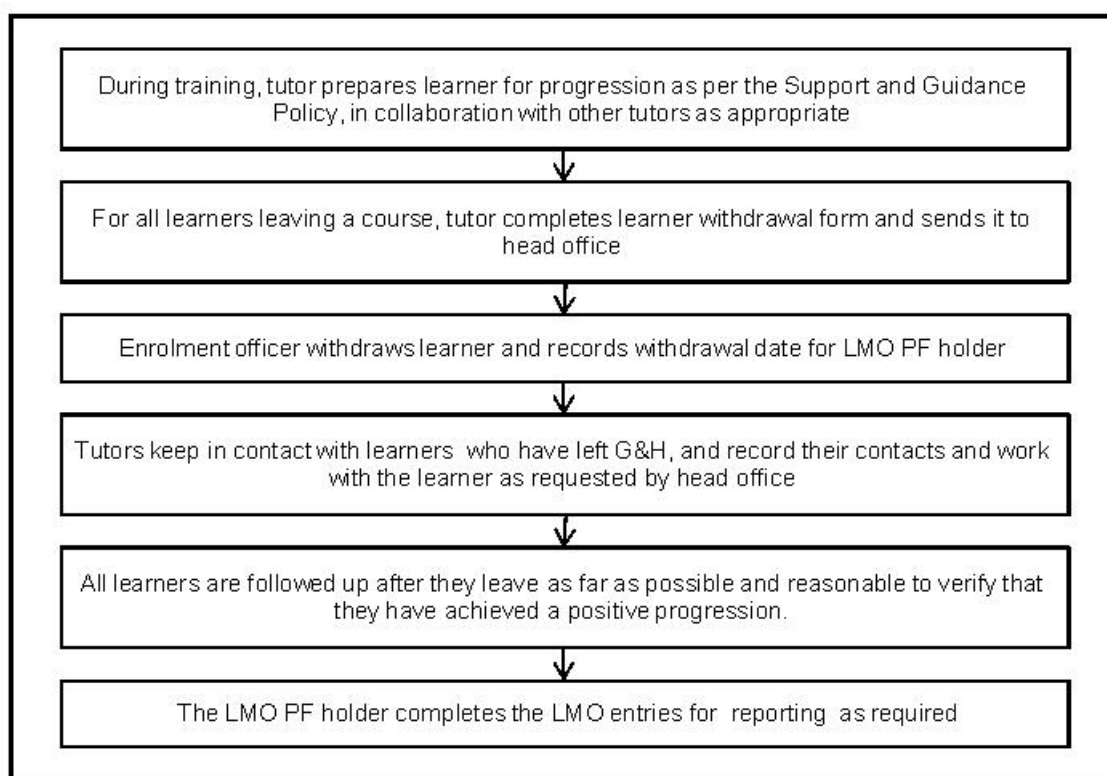 During training, tutor prepares learner for progression as per the Support and Guidance
Policy, in collaboration with other tutors as appropriate
For all learners leaving a course, tutor completes learner withdrawal form and sends it to
head office
Enrolment officer withdraws learner and records withdrawal date for LMO PF holder
Tutors keep in contact with learners who have left G&H, and record their contacts and work
with the learner as requested by head office
All learners are followed up after they leave as far as possible and reasonable to verify that
they have achieved a positive progression.
The LMO PF holder completes the LMO entries for reporting as required